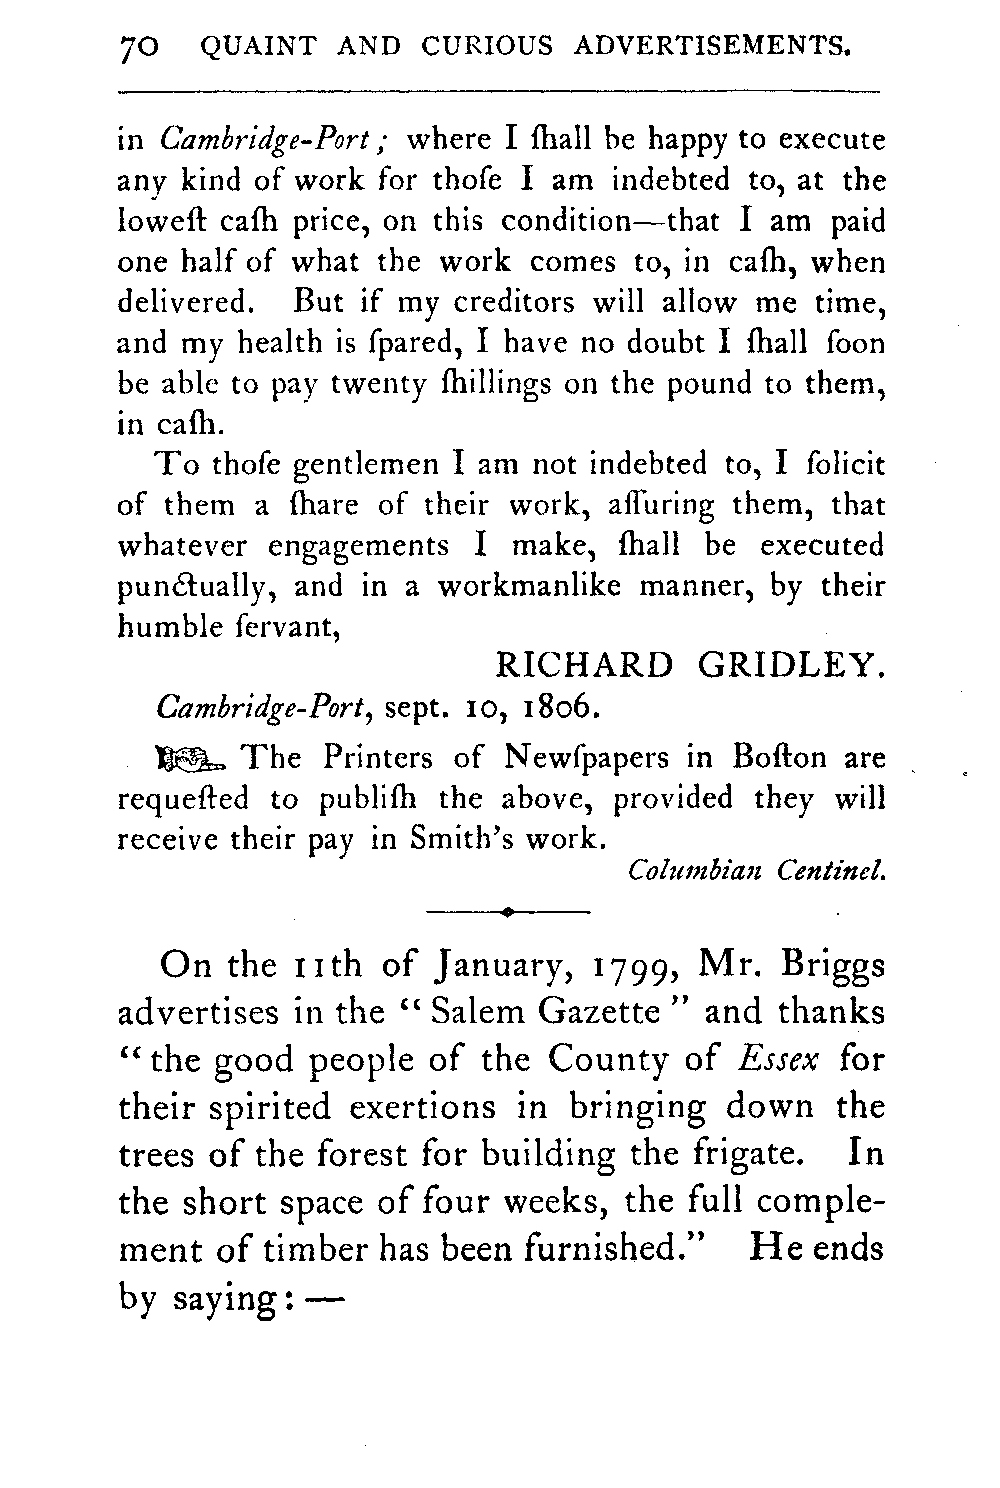 70 QUAINT AND CURIOUS ADVERTISEMENTS.
in Cambridge-Port; where I ſhall be happy to execute
any kind of work for thoſe I am indebted to, at the
loweſt caſh price, on this condition—that I am paid
one half of what the work comes to, in caſh, when
delivered. But if my creditors will allow me time,
and my health is ſpared, I have no doubt I ſhall ſoon
be able to pay twenty ſhillings on the pound to them,
in caſh.
To thoſe gentlemen I am not indebted to, I ſolicit
of them a ſhare of their work, aſſuring them, that
whatever engagements I make, ſhall be executed
punctually, and in a workmanlike manner, by their
humble ſervant,
RICHARD GRIDLEY.
Cambridge-Port, sept. 10, 1806.
☞ The Printers of Newſpapers in Boſton are
requeſted to publiſh the above, provided they will
receive their pay in Smith's work.
Columbian Centinel.
On the 11th of January, 1799, Mr. Briggs
advertises in the “Salem Gazette” and thanks
“the good people of the County of Essex for
their spirited exertions in bringing down the
trees of the forest for building the frigate. In
the short space of four weeks, the full comple-
ment of timber has been furnished.” He ends
by saying:—